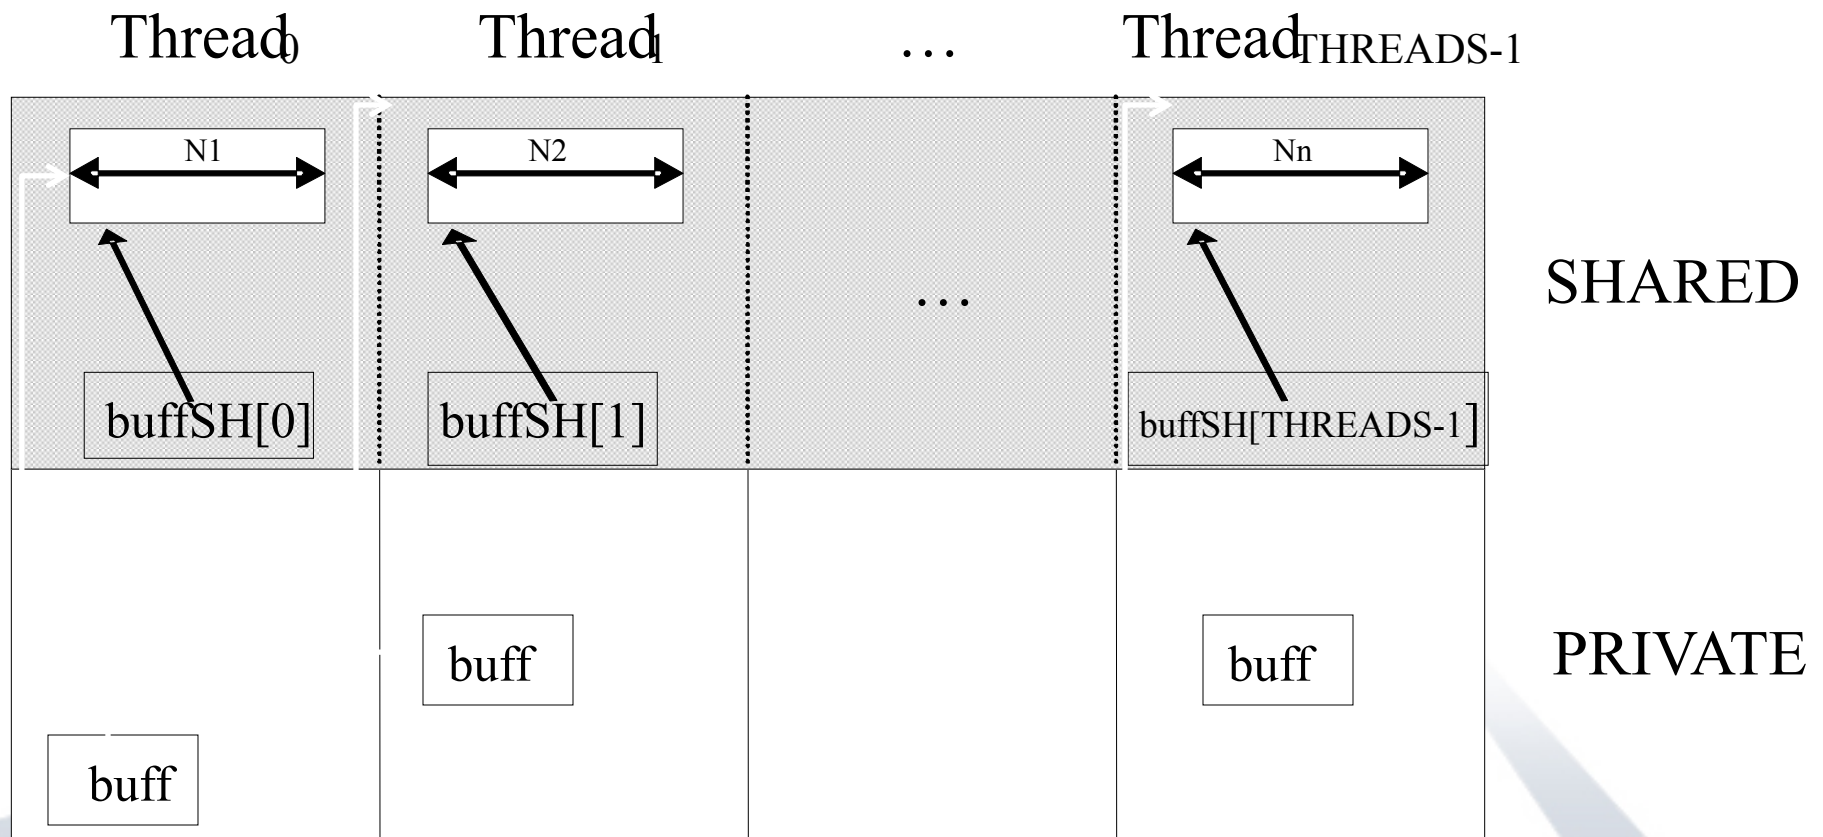 Thread0 Thread1 … ThreadTHREADS-1
N1 N2 Nn
SHARED
…
buffSH[0] buffSH[1] buffSH[THREADS-1]
buff buff PRIVATE
buff